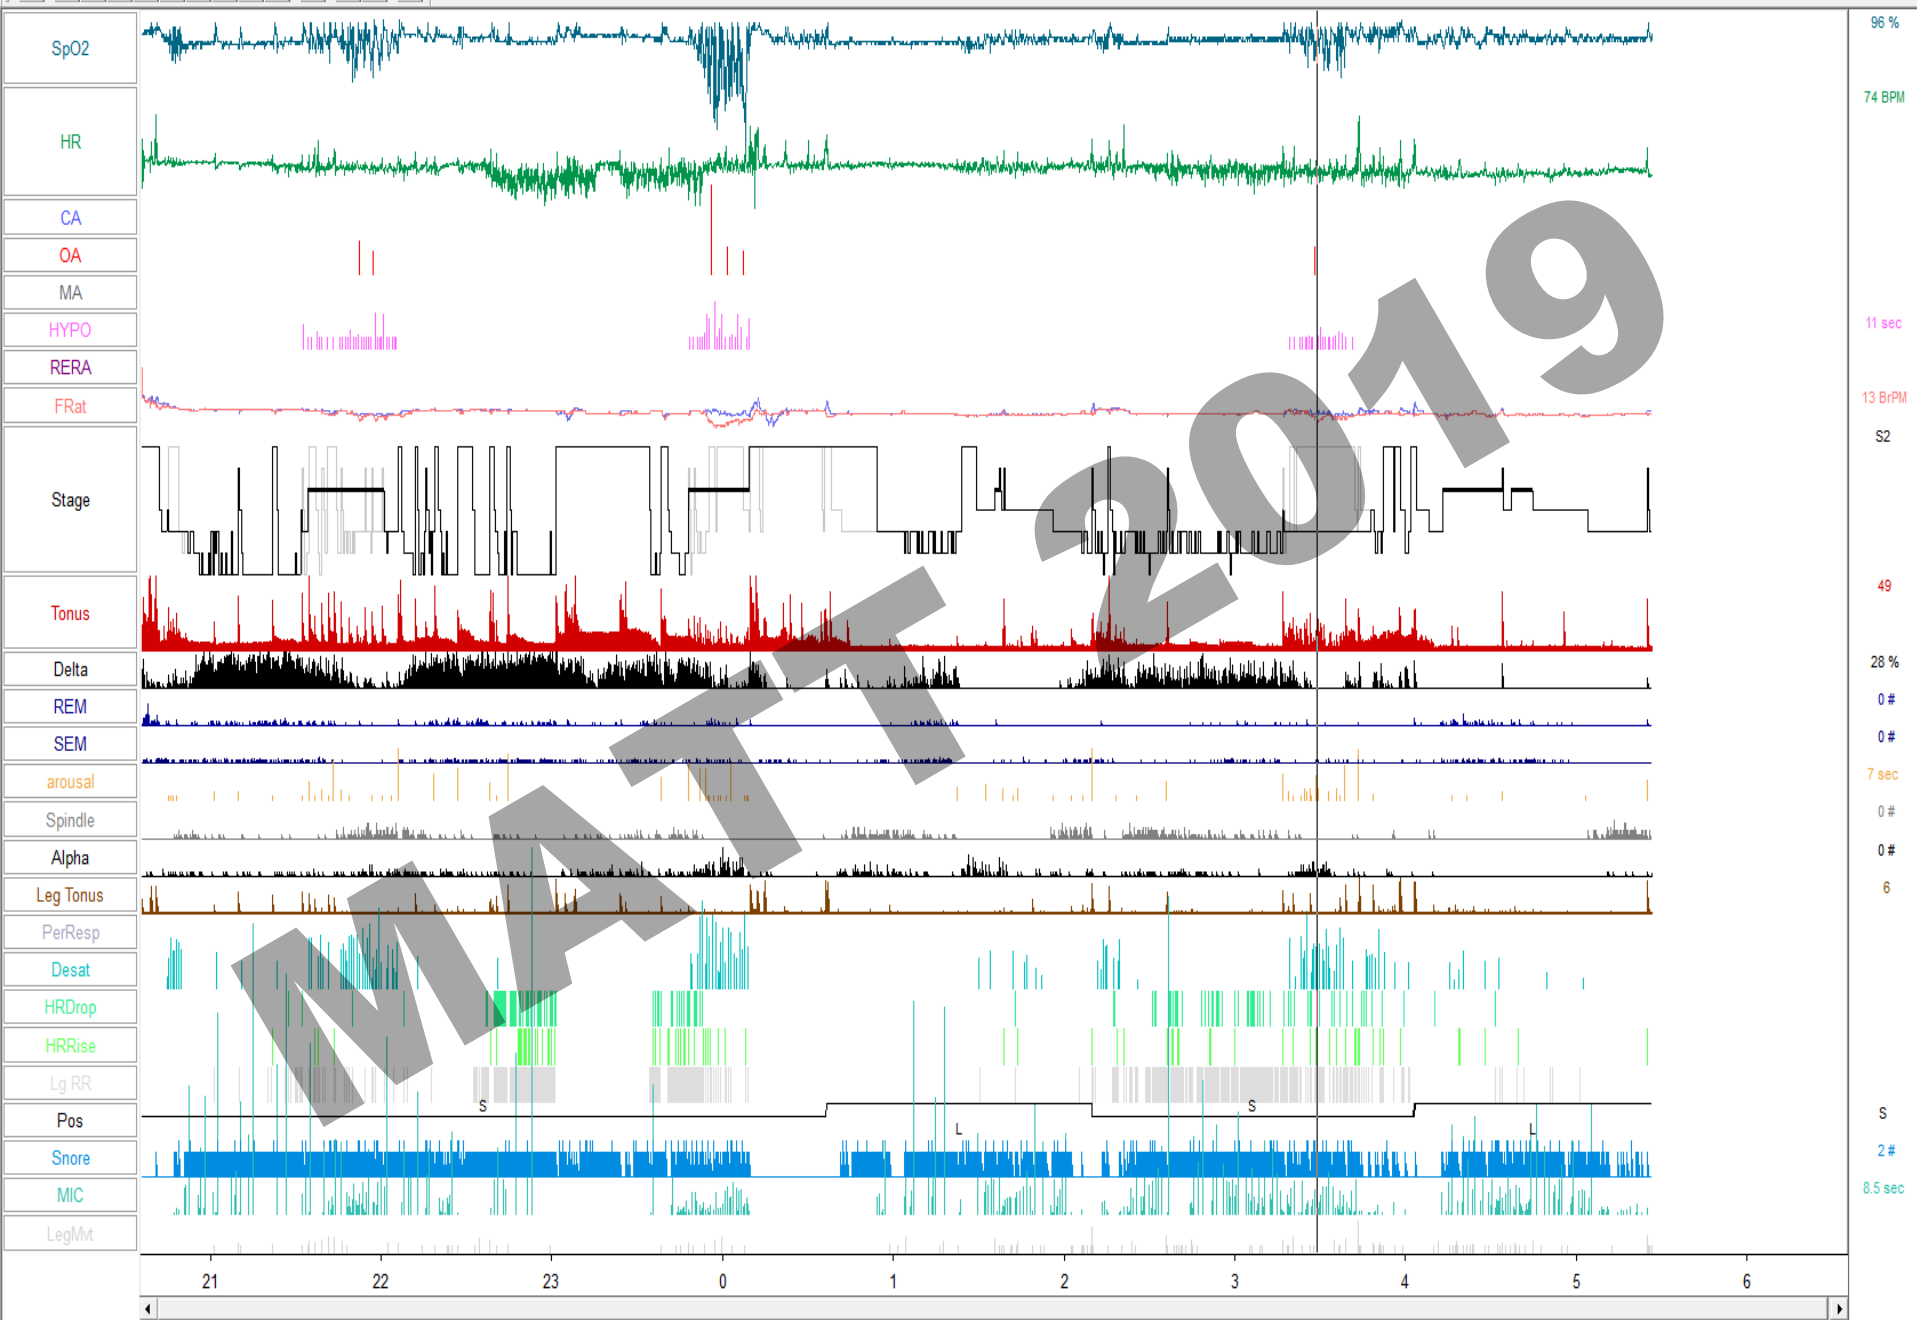 SpO2
96 %
HR
74 BPM
CA
OA
MA
HYPO
11 sec
RERA
FRat
13 BrPM
S2
Stage
Tonus
49
Delta
28 %
REM
0 #
SEM
0 #
arousal
7 sec
Spindle
0 #
Alpha
0 #
Leg Tonus
6
PerResp
Desat
HRDrop
HRRise
Lg RR
Pos
S
L
S
L
S
Snore
2 #
MIC
8.5 sec
LegMvt
21 22 23 0 1 2 3 4 5 6
MATT 2019